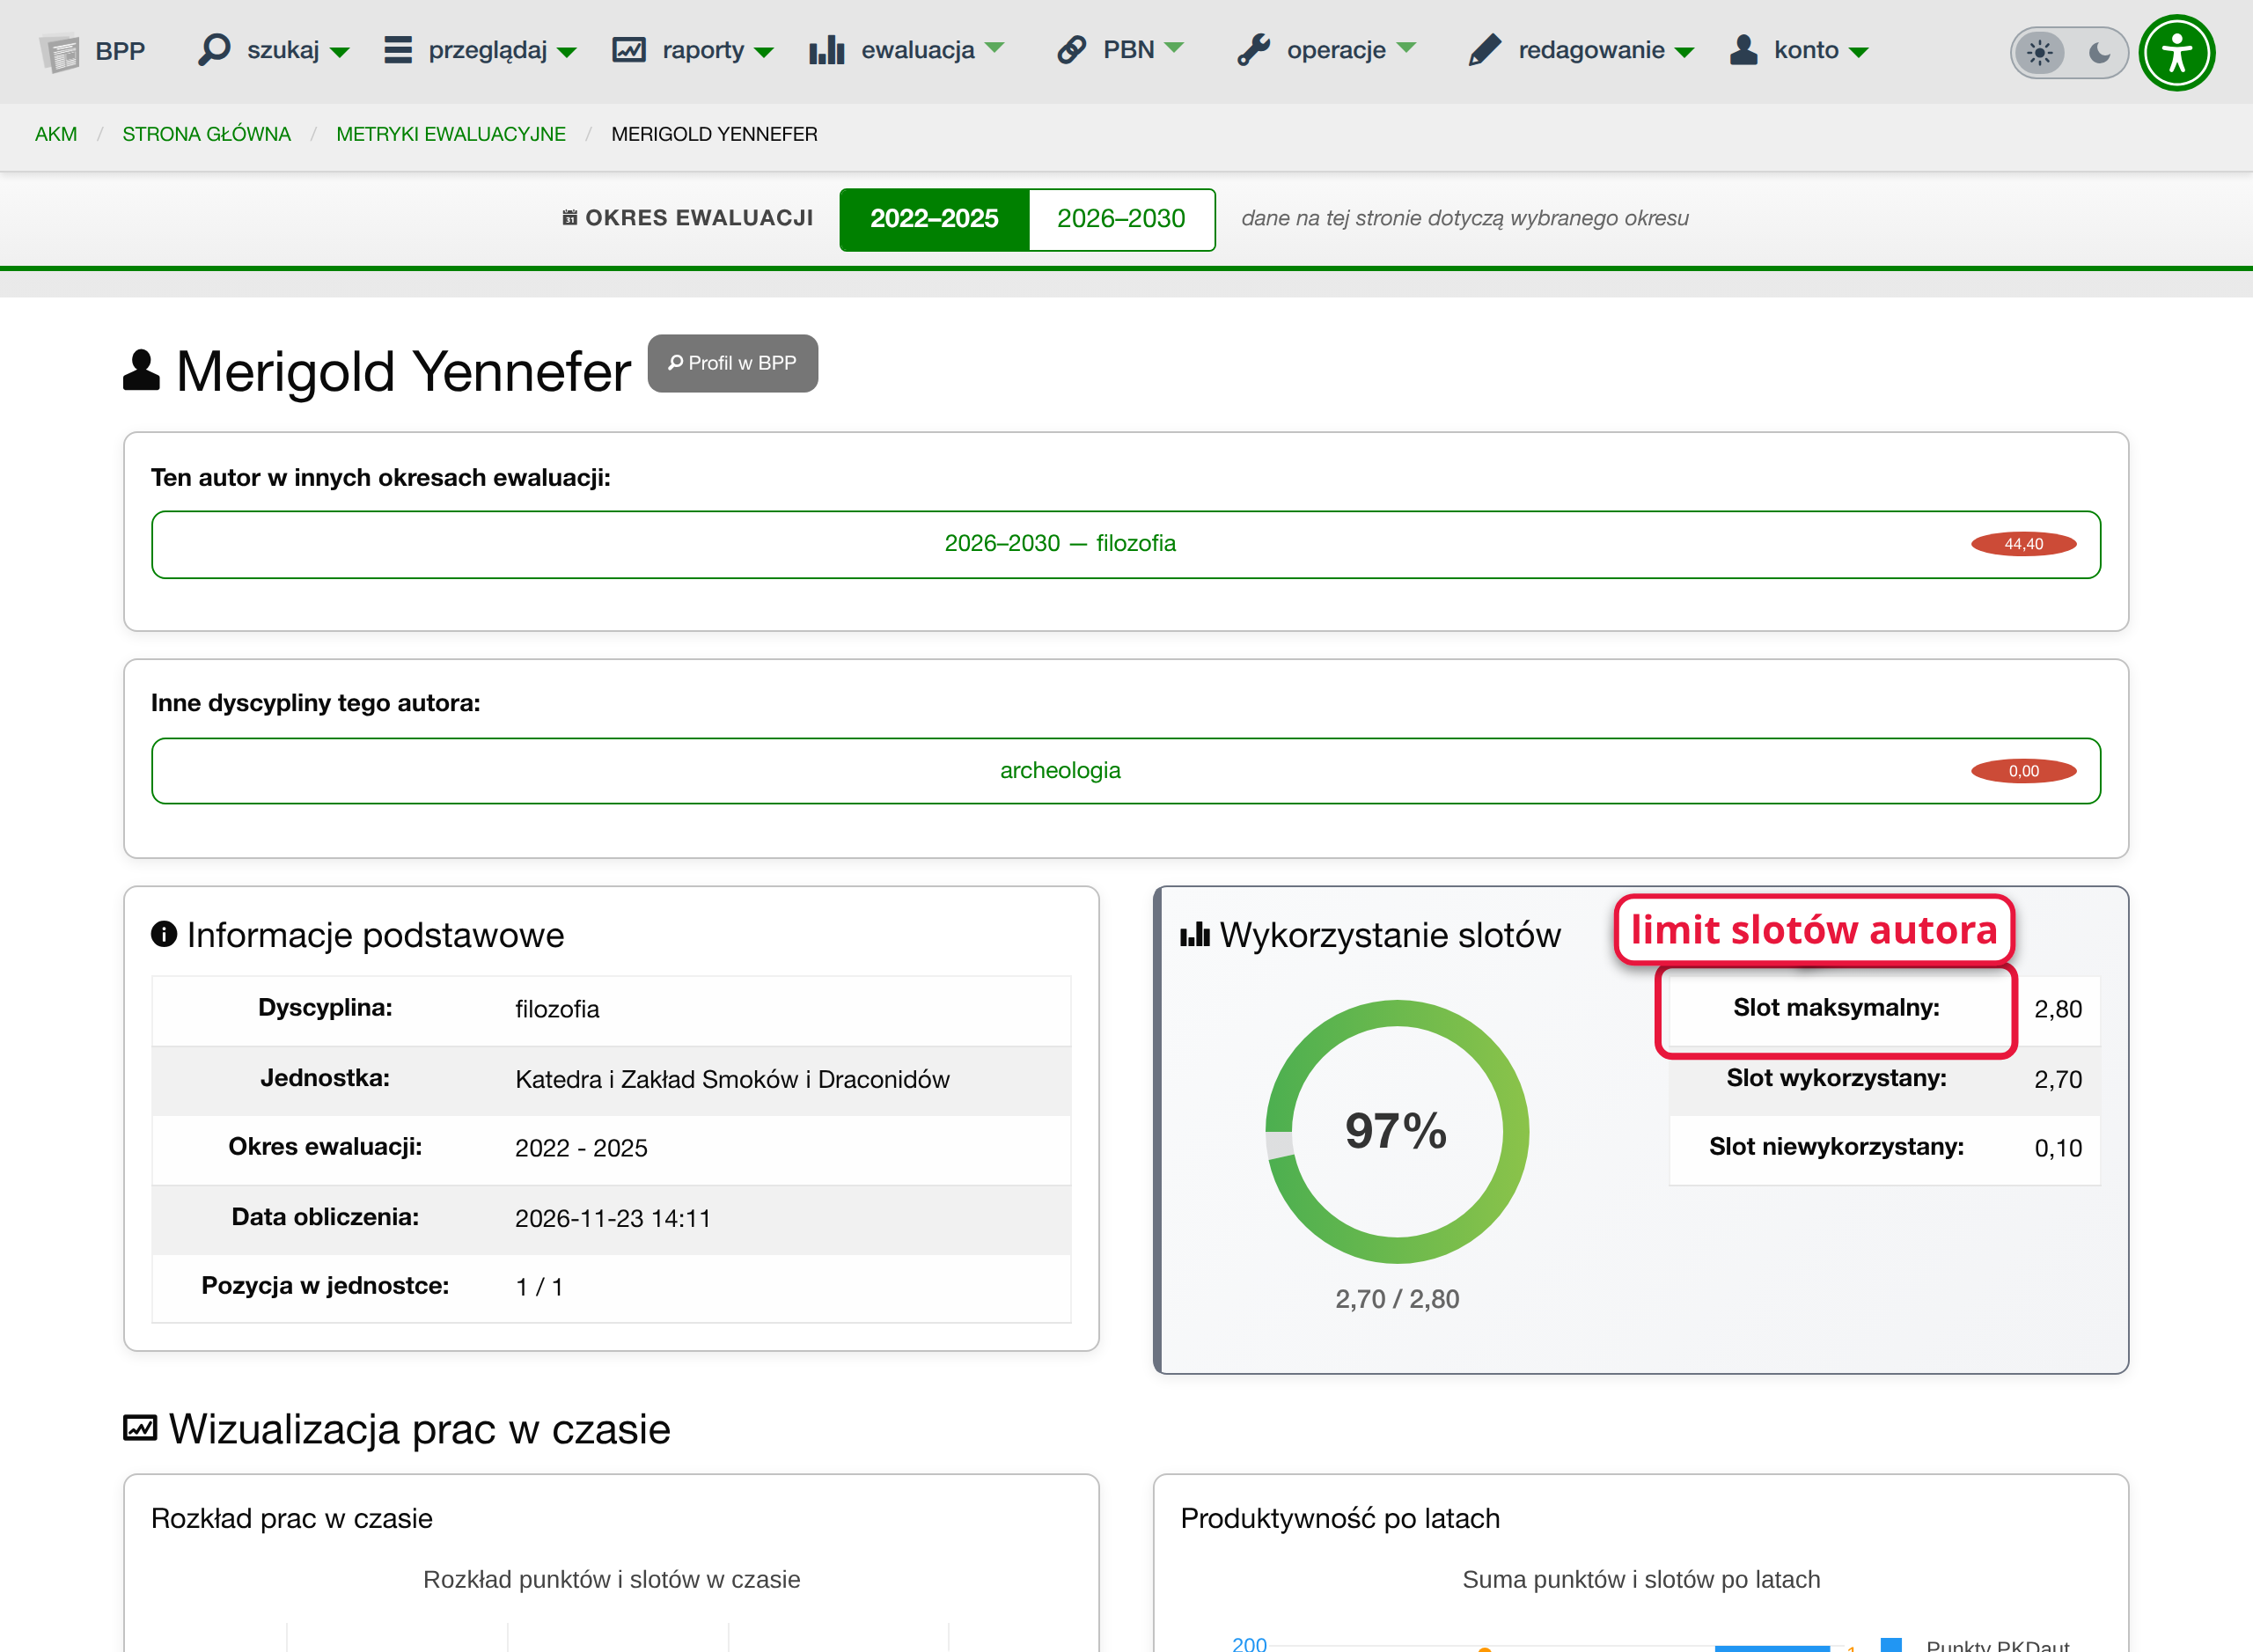 BPP szukaj przeglądaj raporty ewaluacja PBN operacje redagowanie konto
AKM / STRONA GŁÓWNA / METRYKI EWALUACYJNE / MERIGOLD YENNEFER
OKRES EWALUACJI 2022–2025 2026–2030 dane na tej stronie dotyczą wybranego okresu
Merigold Yennefer Profil w BPP
Ten autor w innych okresach ewaluacji:
2026–2030 — filozofia 44,40
Inne dyscypliny tego autora:
archeologia 0,00
Informacje podstawowe
Dyscyplina: filozofia
Jednostka: Katedra i Zakład Smoków i Draconidów
Okres ewaluacji: 2022 - 2025
Data obliczenia: 2026-11-23 14:11
Pozycja w jednostce: 1 / 1
Wykorzystanie slotów
limit slotów autora
97%
2,70 / 2,80
Slot maksymalny: 2,80
Slot wykorzystany: 2,70
Slot niewykorzystany: 0,10
Wizualizacja prac w czasie
Rozkład prac w czasie
Rozkład punktów i slotów w czasie
Produktywność po latach
Suma punktów i slotów po latach
200
1
Punkty PKDaut